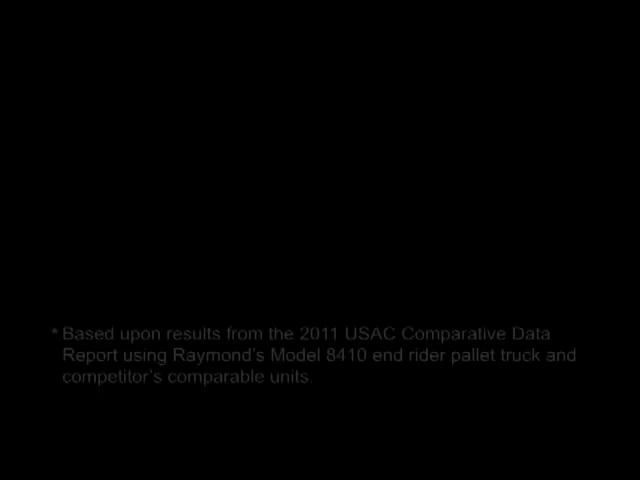 * Based upon results from the 2011 USAC Comparative Data
Report using Raymond's Model 8410 end rider pallet truck and
competitor's comparable units.